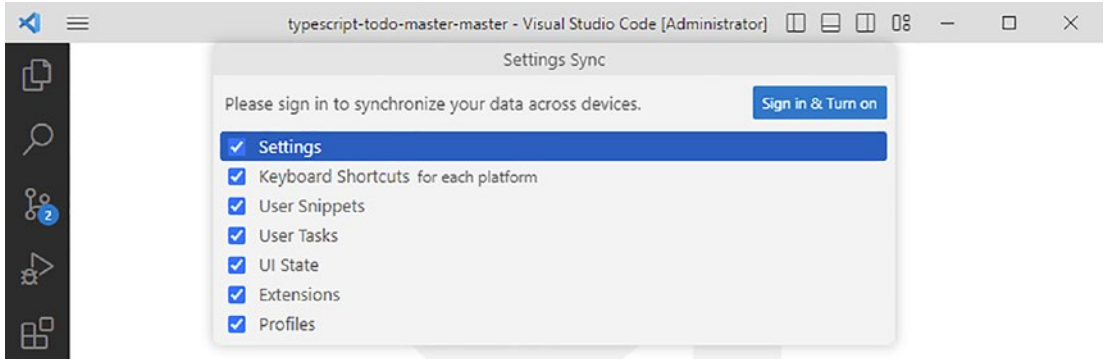 typescript-todo-master-master - Visual Studio Code [Administrator]
Settings Sync
Please sign in to synchronize your data across devices.
Sign in & Turn on
Settings
Keyboard Shortcuts for each platform
User Snippets
2
User Tasks
UI State
Extensions
Profiles